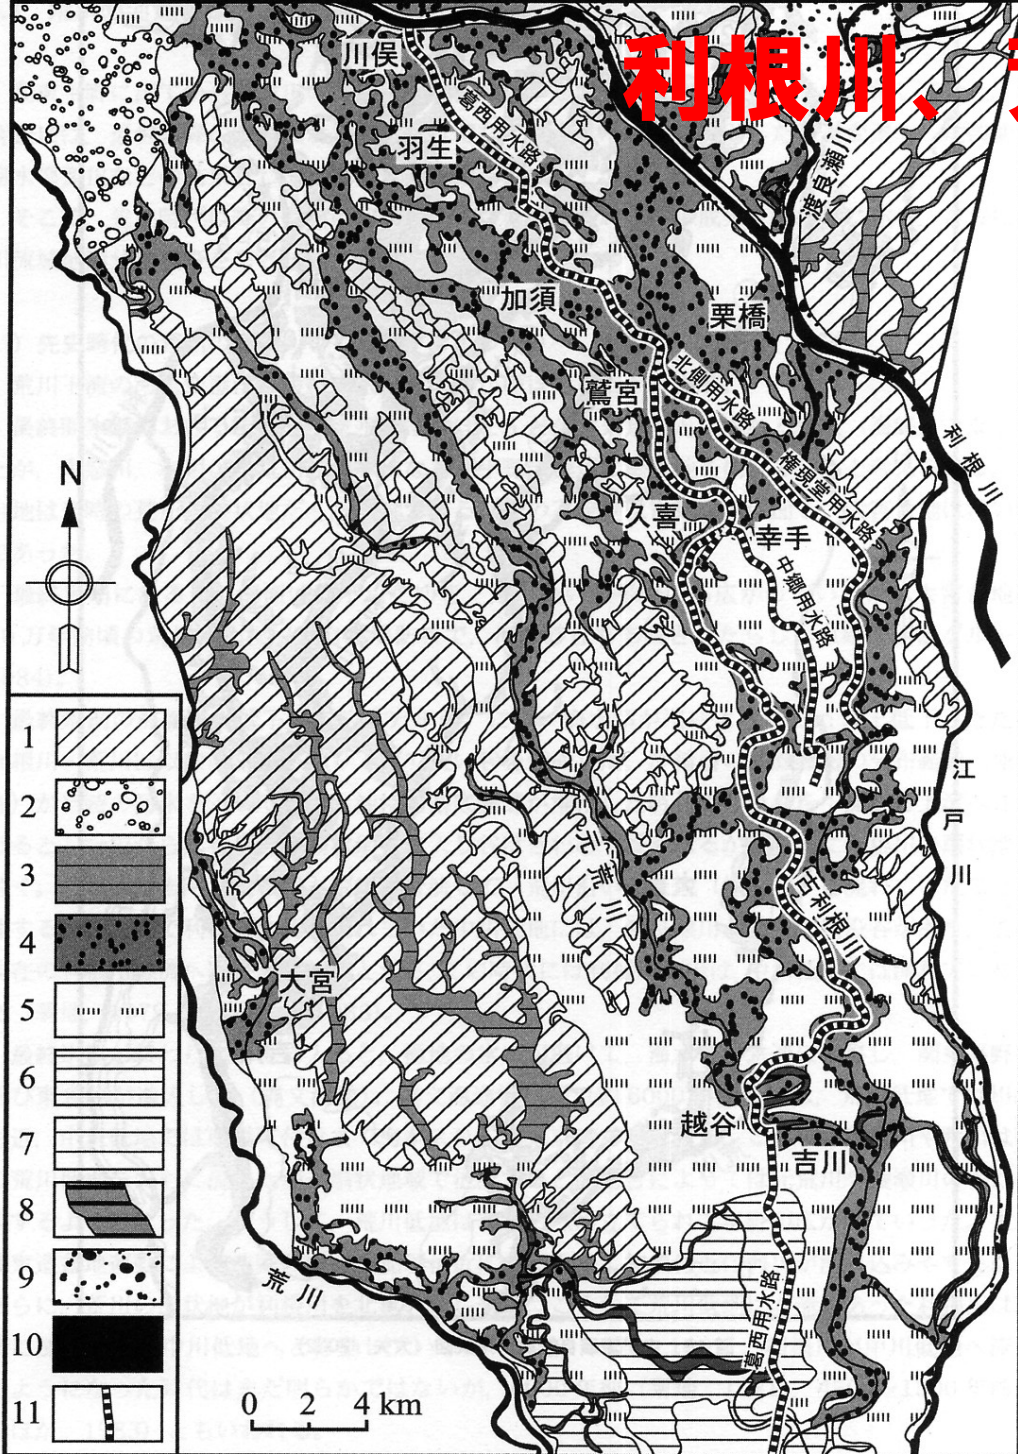 利根川、
川俣
葛西用水路
羽生
渡良瀬川
加須
栗橋
北側用水路
鷲宮
利根川
権現堂用水路
N
久喜
幸手
中郷用水路
江戸川
元荒川
古利根川
大宮
越谷
吉川
荒川
葛西用水路
1
2
3
4
5
6
7
8
9
10
11
0 2 4 km